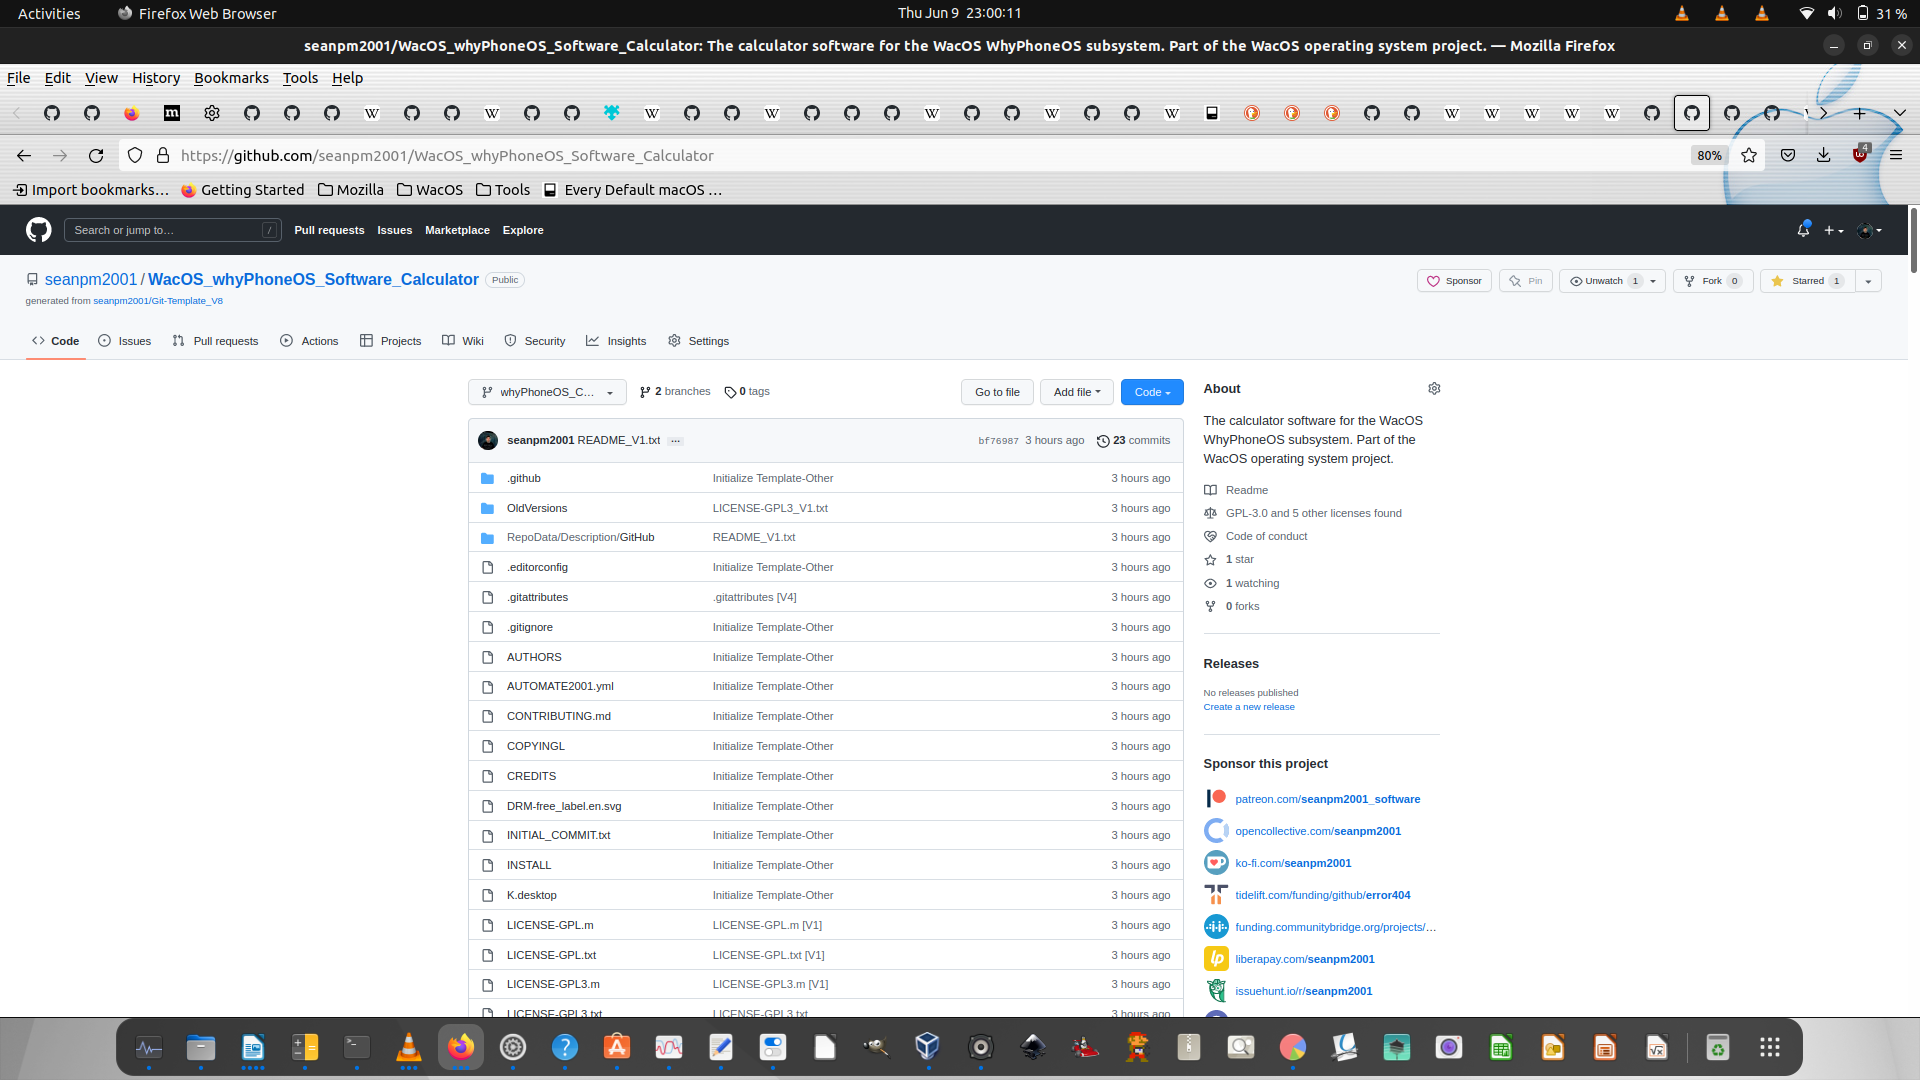 Activities Firefox Web Browser Thu Jun 9 23:00:11 31 %
seanpm2001/WacOS_whyPhoneOS_Software_Calculator: The calculator software for the WacOS WhyPhoneOS subsystem. Part of the WacOS operating system project. — Mozilla Firefox
File Edit View History Bookmarks Tools Help
https://github.com/seanpm2001/WacOS_whyPhoneOS_Software_Calculator 80% 4
Import bookmarks… Getting Started Mozilla WacOS Tools Every Default macOS …
Search or jump to… / Pull requests Issues Marketplace Explore
seanpm2001 / WacOS_whyPhoneOS_Software_Calculator Public Sponsor Pin Unwatch 1 Fork 0 Starred 1
generated from seanpm2001/Git-Template_V8
Code Issues Pull requests Actions Projects Wiki Security Insights Settings
whyPhoneOS_C... 2 branches 0 tags Go to file Add file Code
seanpm2001 README_V1.txt ... bf76987 3 hours ago 23 commits
.github Initialize Template-Other 3 hours ago
OldVersions LICENSE-GPL3_V1.txt 3 hours ago
RepoData/Description/GitHub README_V1.txt 3 hours ago
.editorconfig Initialize Template-Other 3 hours ago
.gitattributes .gitattributes [V4] 3 hours ago
.gitignore Initialize Template-Other 3 hours ago
AUTHORS Initialize Template-Other 3 hours ago
AUTOMATE2001.yml Initialize Template-Other 3 hours ago
CONTRIBUTING.md Initialize Template-Other 3 hours ago
COPYINGL Initialize Template-Other 3 hours ago
CREDITS Initialize Template-Other 3 hours ago
DRM-free_label.en.svg Initialize Template-Other 3 hours ago
INITIAL_COMMIT.txt Initialize Template-Other 3 hours ago
INSTALL Initialize Template-Other 3 hours ago
K.desktop Initialize Template-Other 3 hours ago
LICENSE-GPL.m LICENSE-GPL.m [V1] 3 hours ago
LICENSE-GPL.txt LICENSE-GPL.txt [V1] 3 hours ago
LICENSE-GPL3.m LICENSE-GPL3.m [V1] 3 hours ago
LICENSE-GPL3.txt LICENSE-GPL3.txt 3 hours ago
About
The calculator software for the WacOS
WhyPhoneOS subsystem. Part of the
WacOS operating system project.
Readme
GPL-3.0 and 5 other licenses found
Code of conduct
1 star
1 watching
0 forks
Releases
No releases published
Create a new release
Sponsor this project
patreon.com/seanpm2001_software
opencollective.com/seanpm2001
ko-fi.com/seanpm2001
tidelift.com/funding/github/error404
funding.communitybridge.org/projects/...
liberapay.com/seanpm2001
issuehunt.io/r/seanpm2001